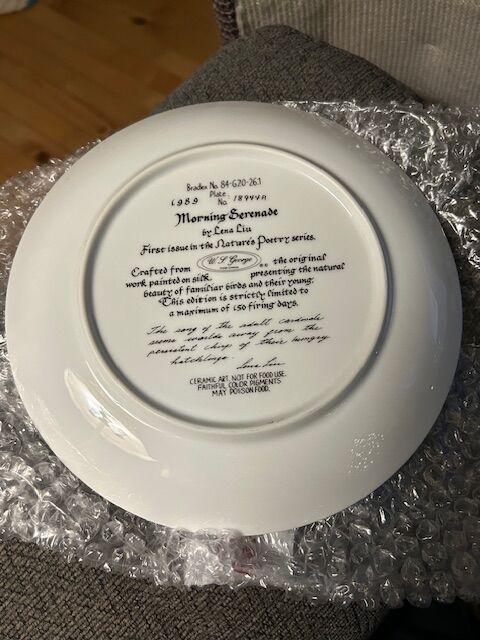 Bradex No. 84-G20-26.1
Plate
1989 No. 18944A
Morning Serenade
by Lena Liu
First issue in the Nature's Poetry series.
Crafted from W.S. George the original
work painted on silk presenting the natural
beauty of familiar birds and their young.
This edition is strictly limited to
a maximum of 150 firing days.
The song of the adult cardinals
seems worlds away from the
persistent chirp of their hungry
hatchlings.
Lena Liu
CERAMIC ART. NOT FOR FOOD USE.
FAITHFUL COLOR PIGMENTS
MAY POISON FOOD.